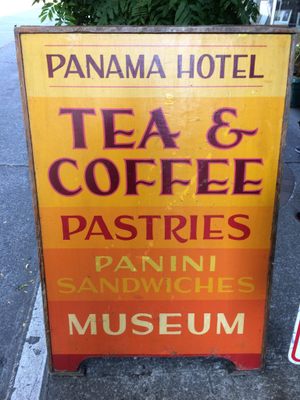 PANAMA HOTEL
TEA &
COFFEE
PASTRIES
PANINI
SANDWICHES
MUSEUM